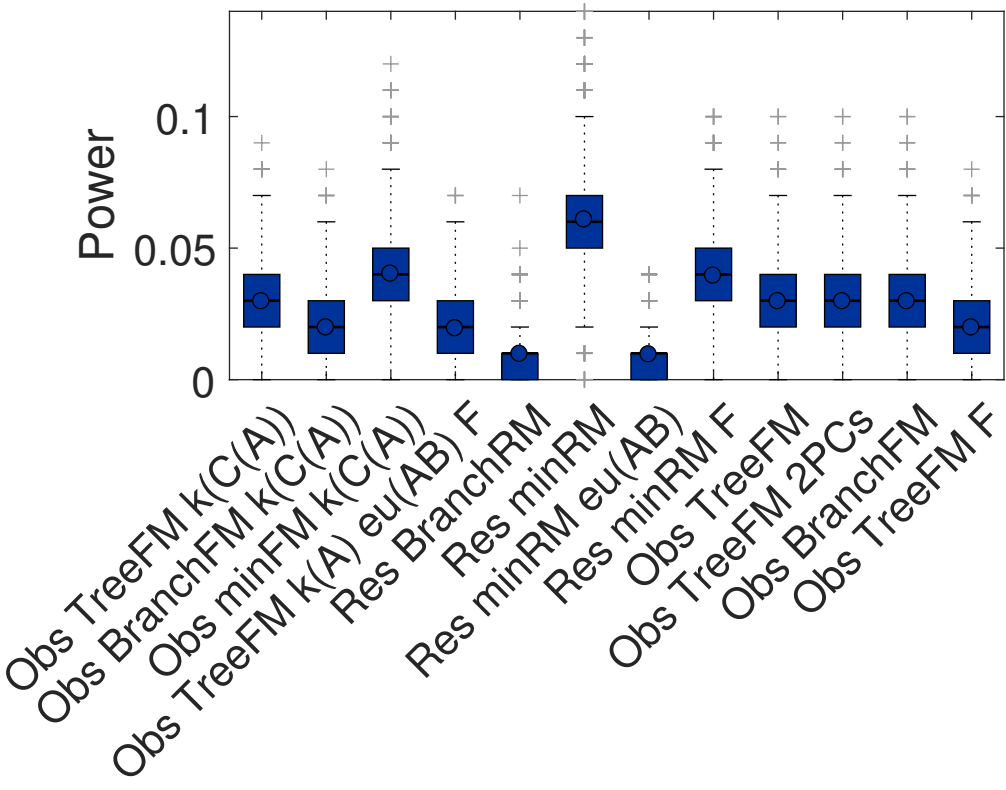 Power
0.1
0.05
0
Obs TreeFM k(C(A))
Obs BranchFM k(C(A))
Obs minFM k(C(A))
Obs TreeFM k(A) eu(AB) F
Res BranchRM
Res minRM
Res minRM eu(AB)
Res minRM F
Obs TreeFM
Obs TreeFM 2PCs
Obs BranchFM
Obs TreeFM F